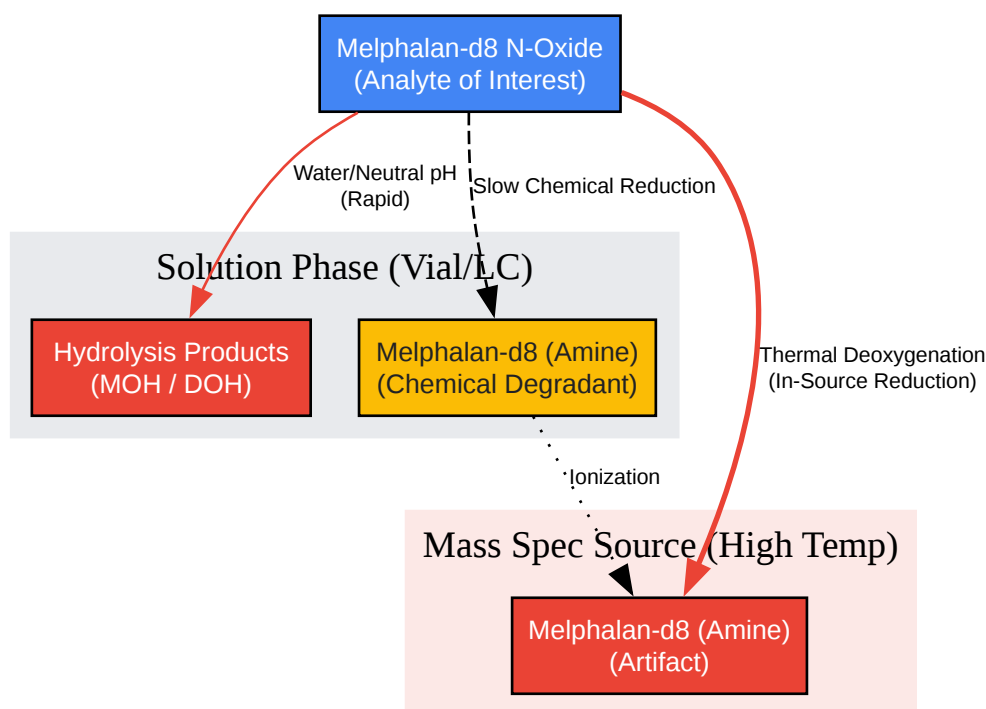 Melphalan-d8 N-Oxide
(Analyte of Interest)
Water/Neutral pH
(Rapid)
Slow Chemical Reduction
Solution Phase (Vial/LC)
Hydrolysis Products
(MOH / DOH)
Melphalan-d8 (Amine)
(Chemical Degradant)
Thermal Deoxygenation
(In-Source Reduction)
Ionization
Mass Spec Source (High Temp)
Melphalan-d8 (Amine)
(Artifact)